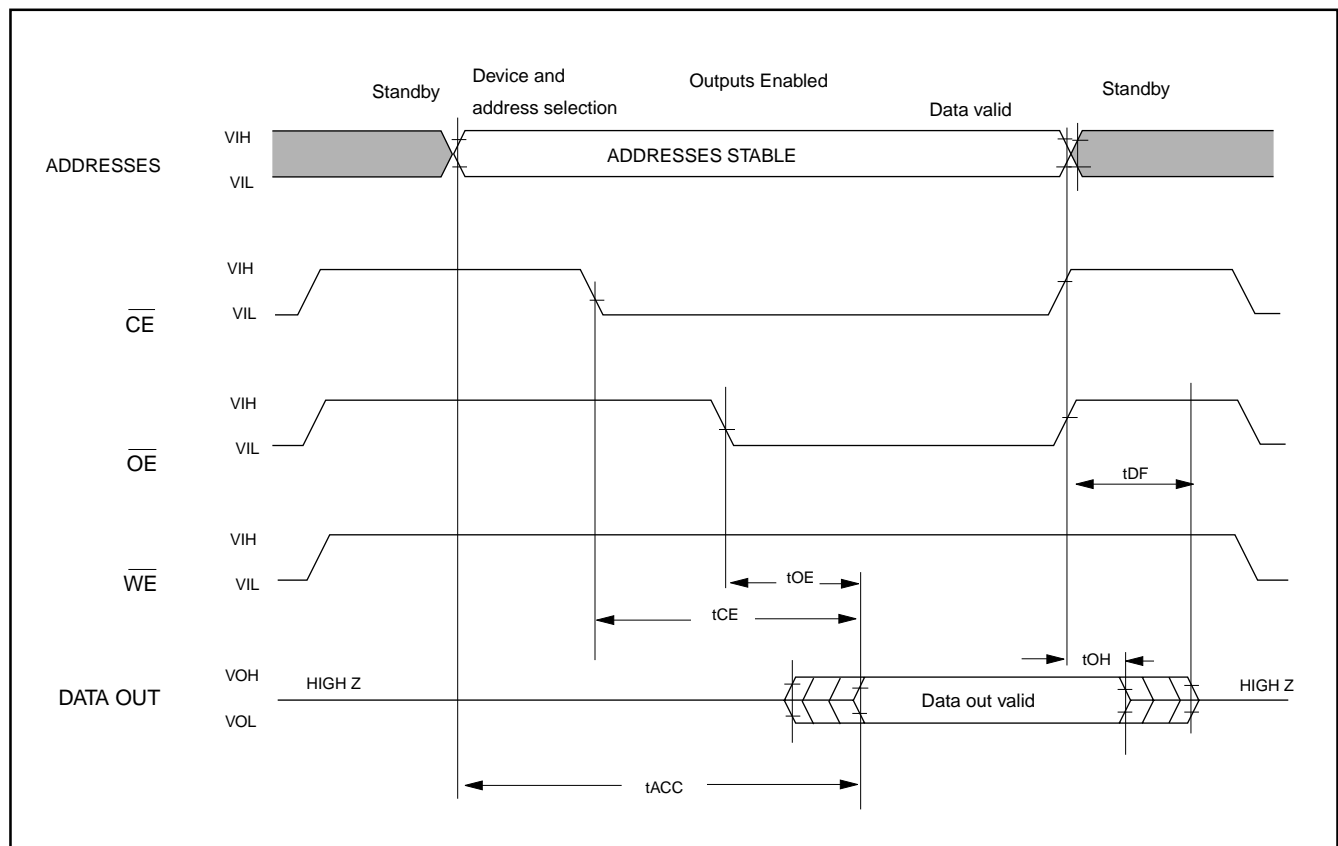 Standby
Device and
address selection
Outputs Enabled
Data valid
Standby
ADDRESSES
VIH
VIL
ADDRESSES STABLE
CE
VIH
VIL
OE
VIH
VIL
tDF
WE
VIH
VIL
tOE
tCE
tOH
DATA OUT
VOH
VOL
HIGH Z
Data out valid
HIGH Z
tACC